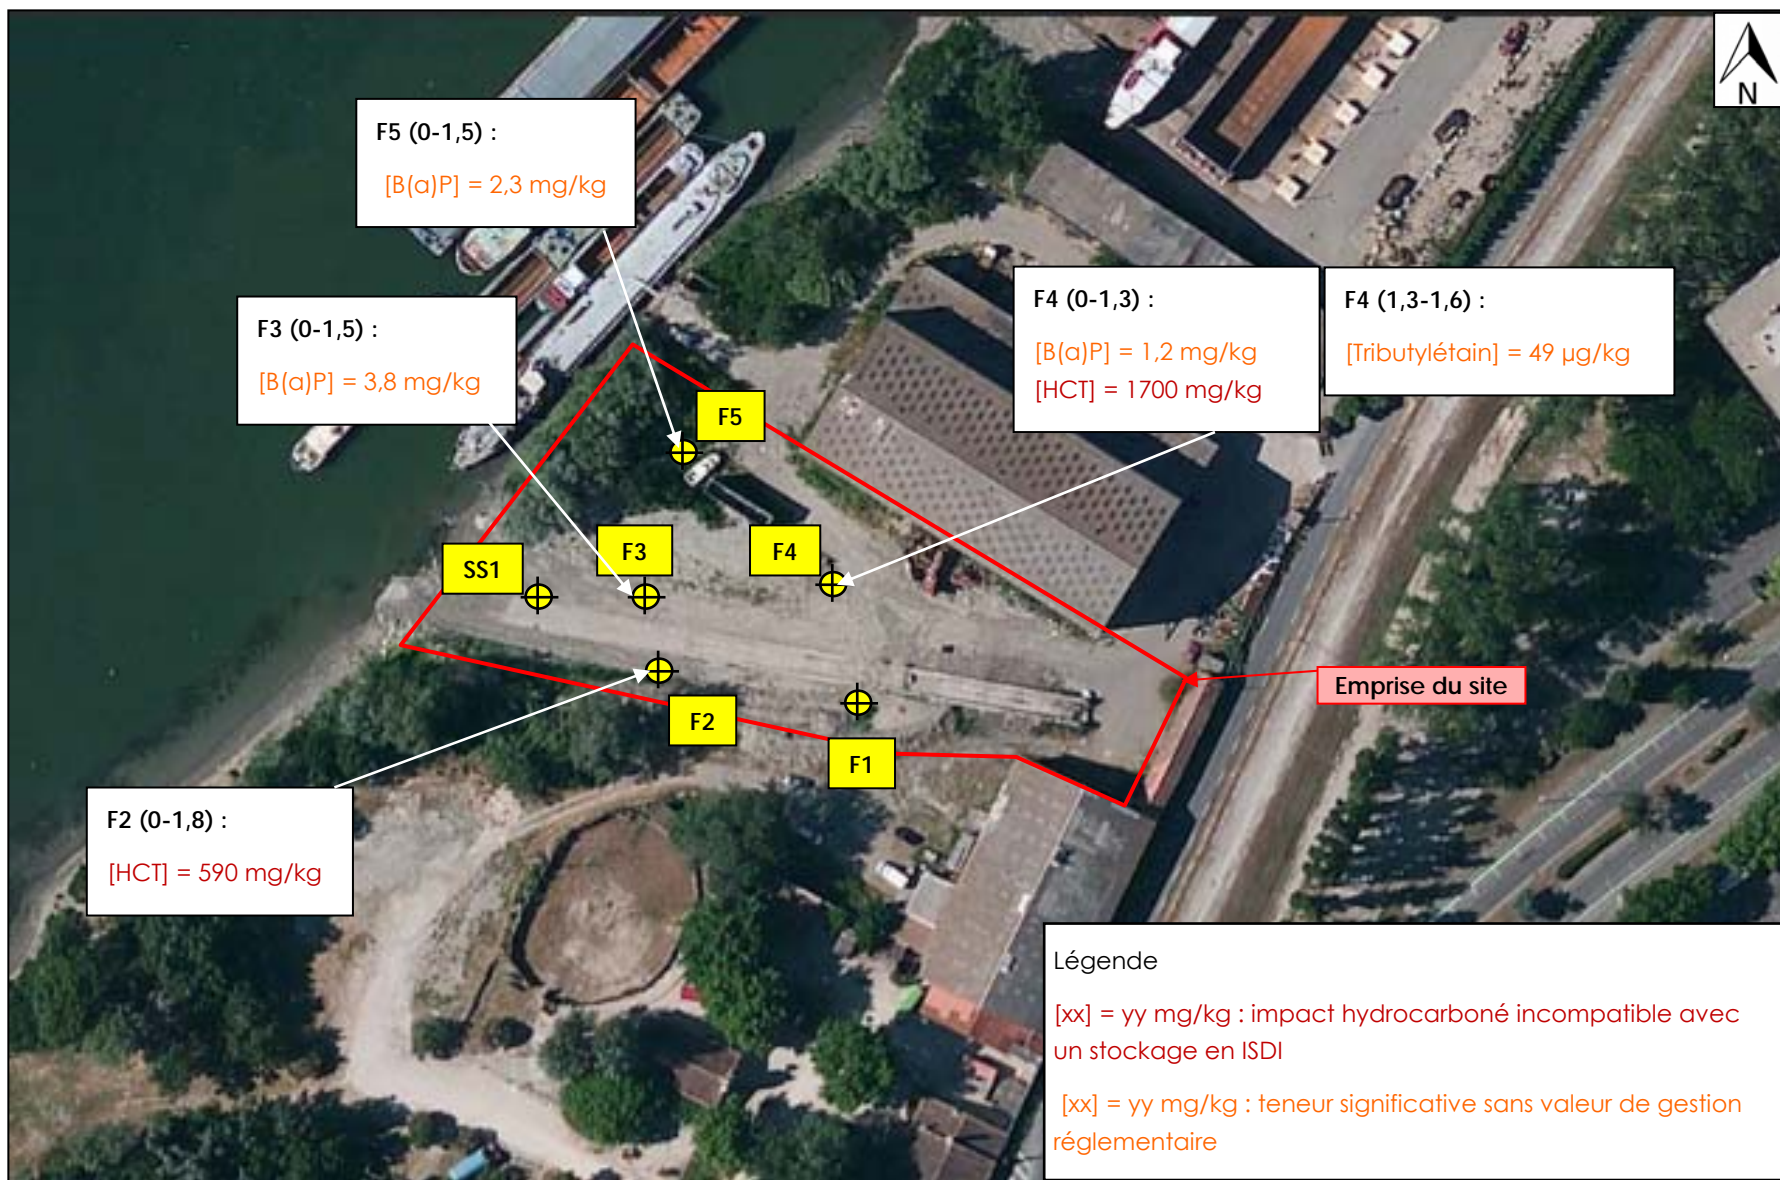 N
F5 (0-1,5) :
[B(a)P] = 2,3 mg/kg
F3 (0-1,5) :
[B(a)P] = 3,8 mg/kg
F4 (0-1,3) :
[B(a)P] = 1,2 mg/kg
[HCT] = 1700 mg/kg
F4 (1,3-1,6) :
[Tributylétain] = 49 µg/kg
F5
F3
F4
SS1
Emprise du site
F2
F1
F2 (0-1,8) :
[HCT] = 590 mg/kg
Légende
[xx] = yy mg/kg : impact hydrocarboné incompatible avec
un stockage en ISDI
[xx] = yy mg/kg : teneur significative sans valeur de gestion
réglementaire